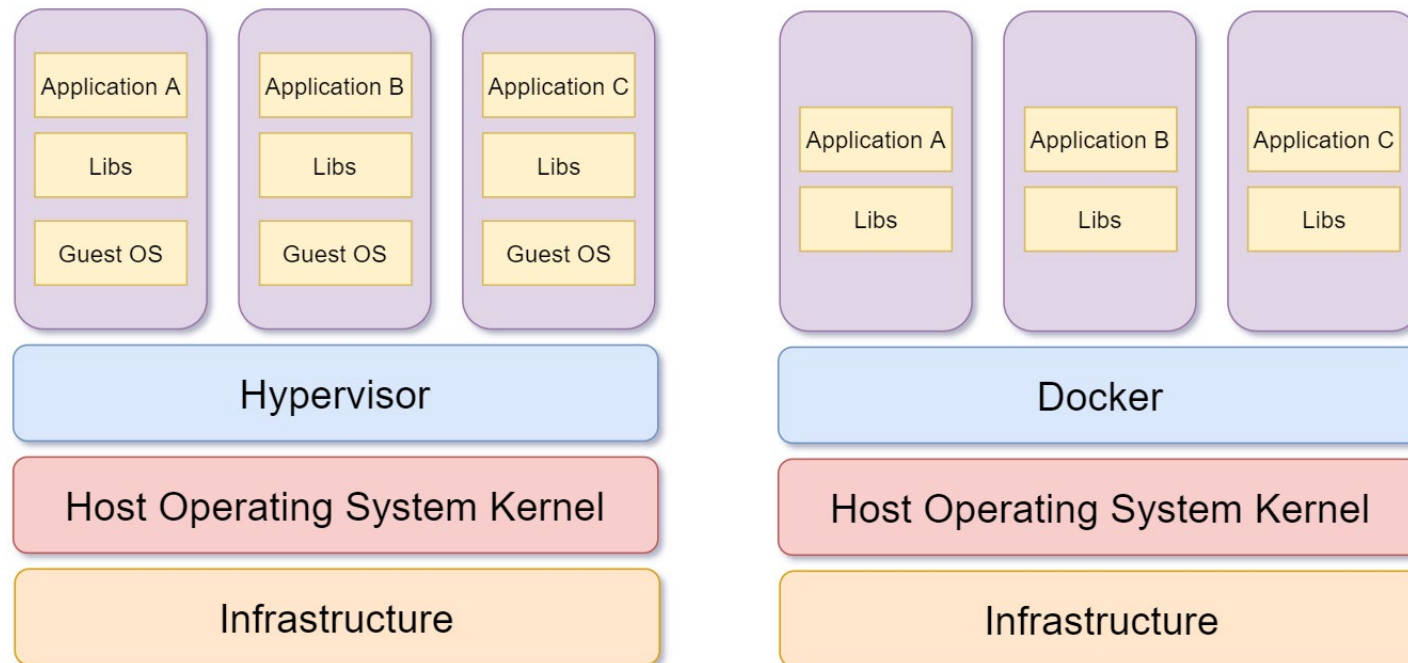 Application A
Libs
Guest OS
Application B
Libs
Guest OS
Application C
Libs
Guest OS
Hypervisor
Host Operating System Kernel
Infrastructure
Application A
Libs
Application B
Libs
Application C
Libs
Docker
Host Operating System Kernel
Infrastructure